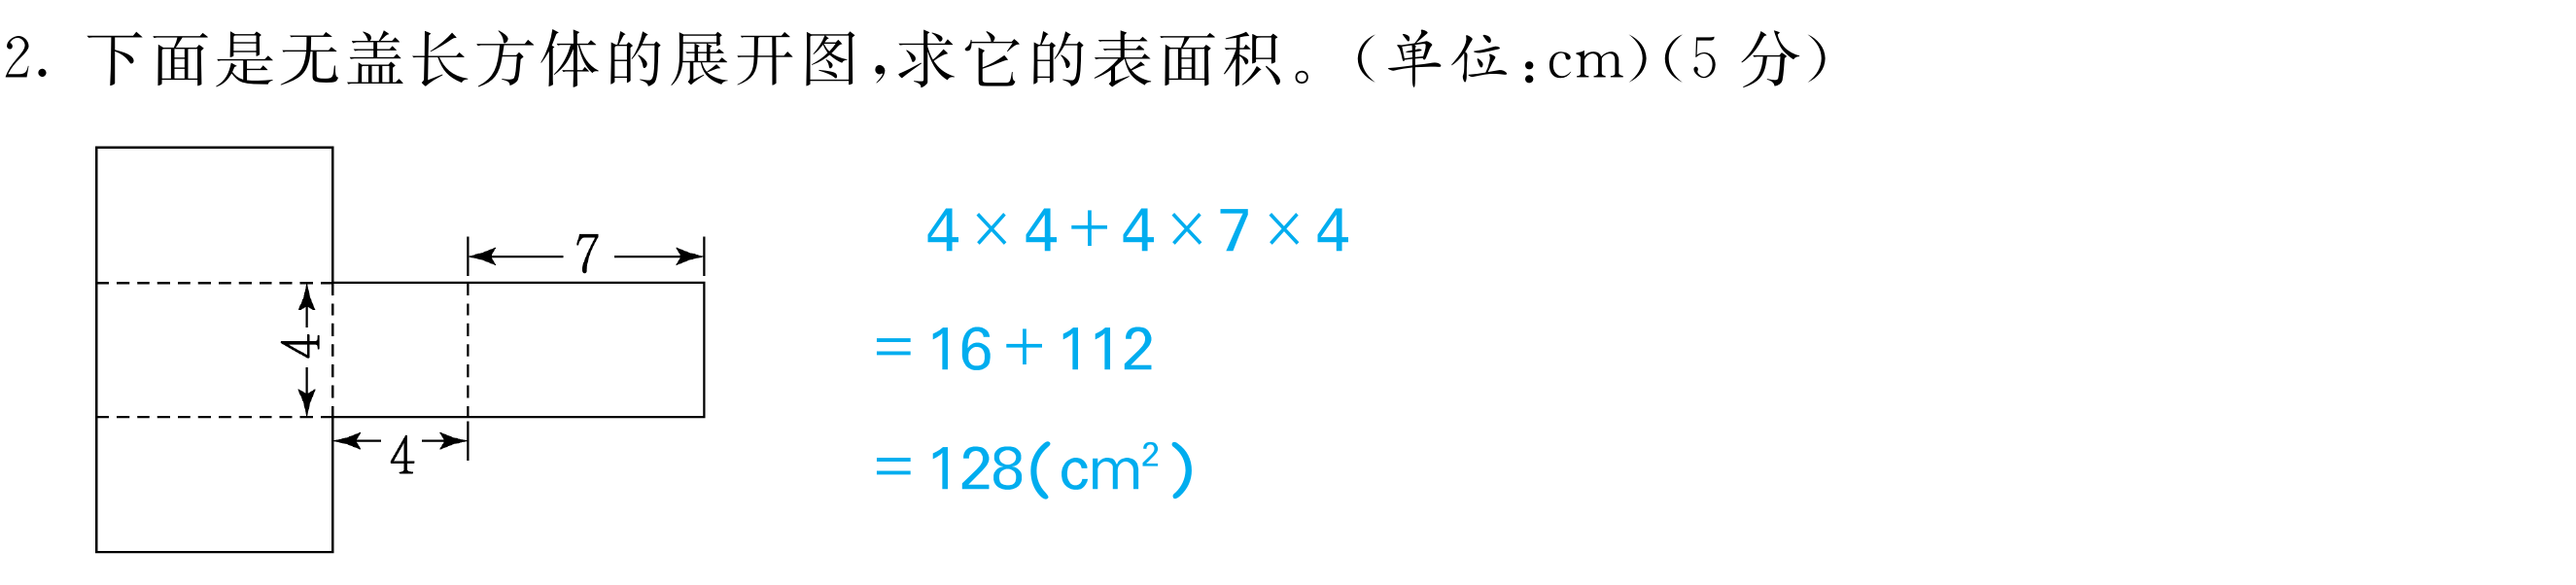 2. 下面是无盖长方体的展开图,求它的表面积。(单位:cm)(5 分)
7
4
4
4×4+4×7×4
=16+112
=128(cm²)